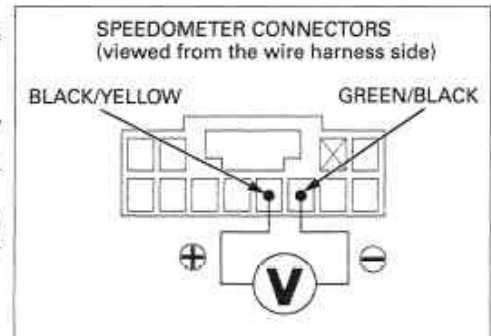 SPEEDOMETER CONNECTORS
(viewed from the wire harness side)
BLACK/YELLOW
GREEN/BLACK
V